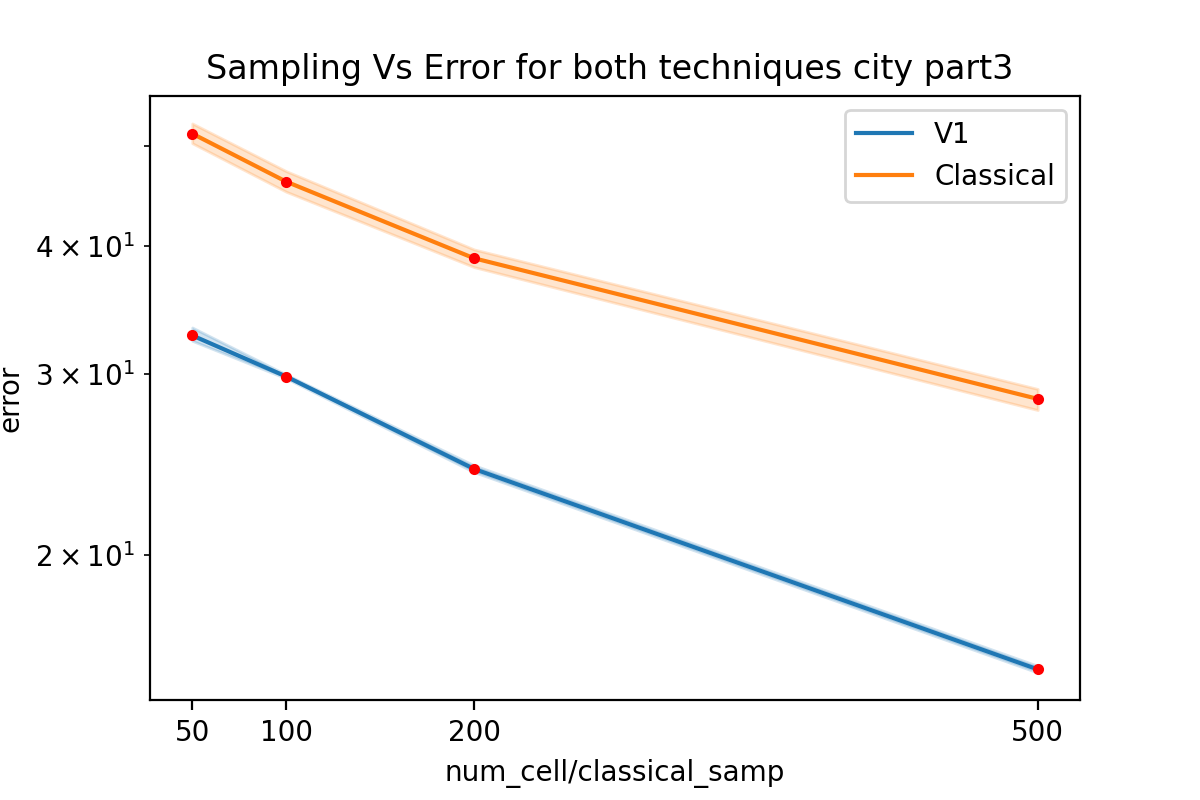 Sampling Vs Error for both techniques city part3
V1
Classical
4 × 10¹
3 × 10¹
2 × 10¹
error
50 100 200 500
num_cell/classical_samp